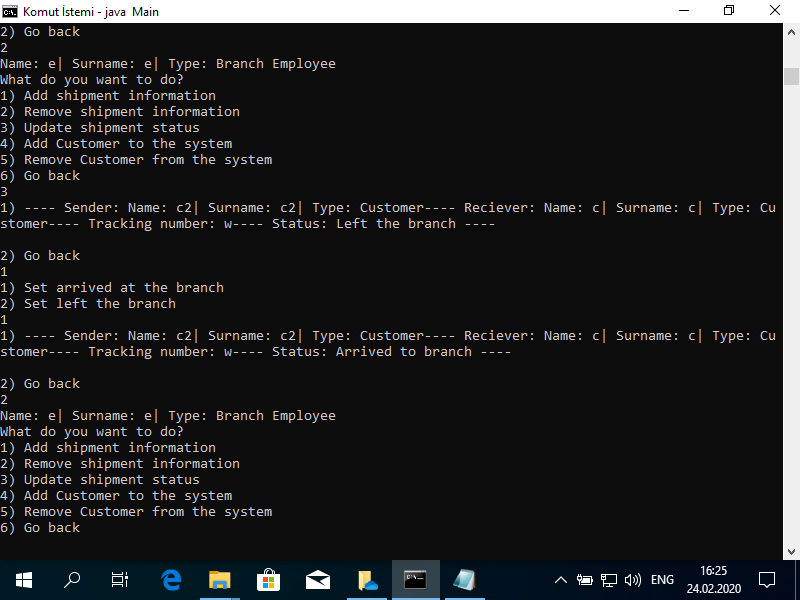 Komut İstemi - java  Main
2) Go back
2
Name: e| Surname: e| Type: Branch Employee
What do you want to do?
1) Add shipment information
2) Remove shipment information
3) Update shipment status
4) Add Customer to the system
5) Remove Customer from the system
6) Go back
3
1) ---- Sender: Name: c2| Surname: c2| Type: Customer---- Reciever: Name: c| Surname: c| Type: Cu
stomer---- Tracking number: w---- Status: Left the branch ----
2) Go back
1
1) Set arrived at the branch
2) Set left the branch
1
1) ---- Sender: Name: c2| Surname: c2| Type: Customer---- Reciever: Name: c| Surname: c| Type: Cu
stomer---- Tracking number: w---- Status: Arrived to branch ----
2) Go back
2
Name: e| Surname: e| Type: Branch Employee
What do you want to do?
1) Add shipment information
2) Remove shipment information
3) Update shipment status
4) Add Customer to the system
5) Remove Customer from the system
6) Go back
ENG
16:25
24.02.2020